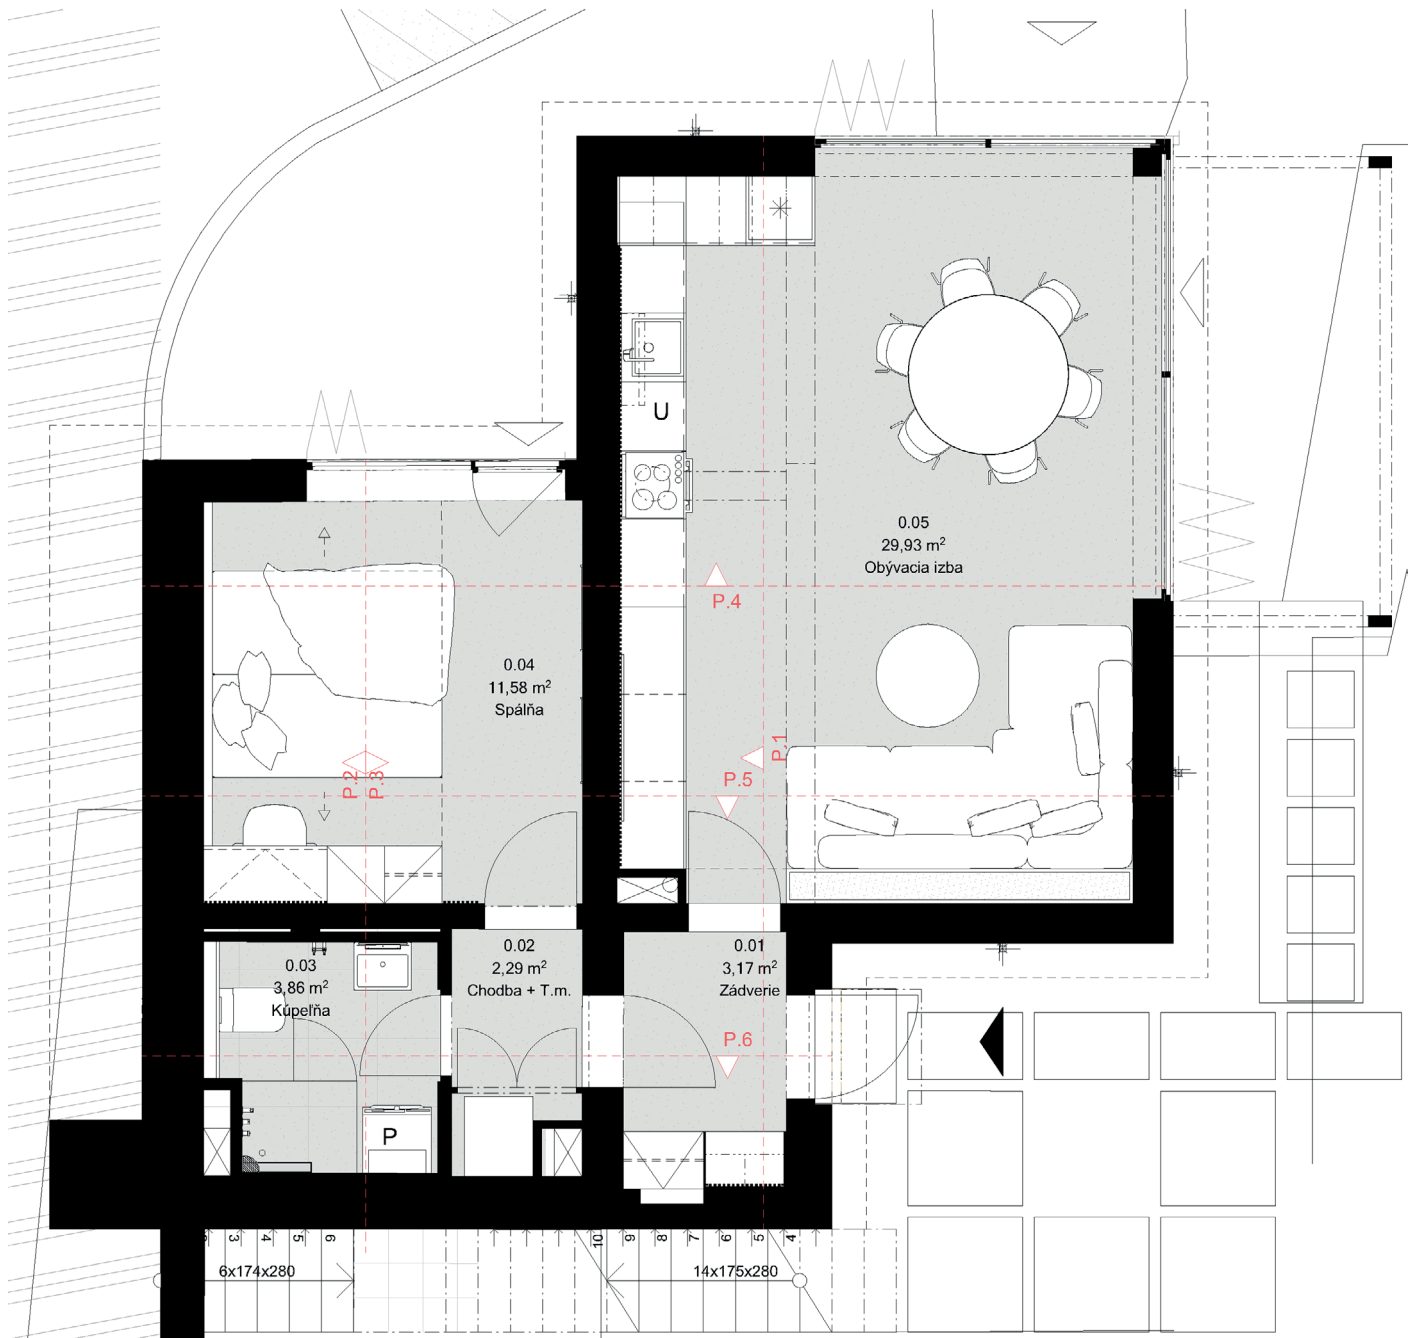 U
0.05
29,93 m²
Obývacia izba
P.4
0.04
11,58 m²
Spálňa
P.1
P.2
P.3
P.5
0.03
3,86 m²
Kúpeľňa
0.02
2,29 m²
Chodba + T.m.
0.01
3,17 m²
Zádverie
P.6
P
3
4
5
6
10
9
8
7
6
5
4
6x174x280
14x175x280